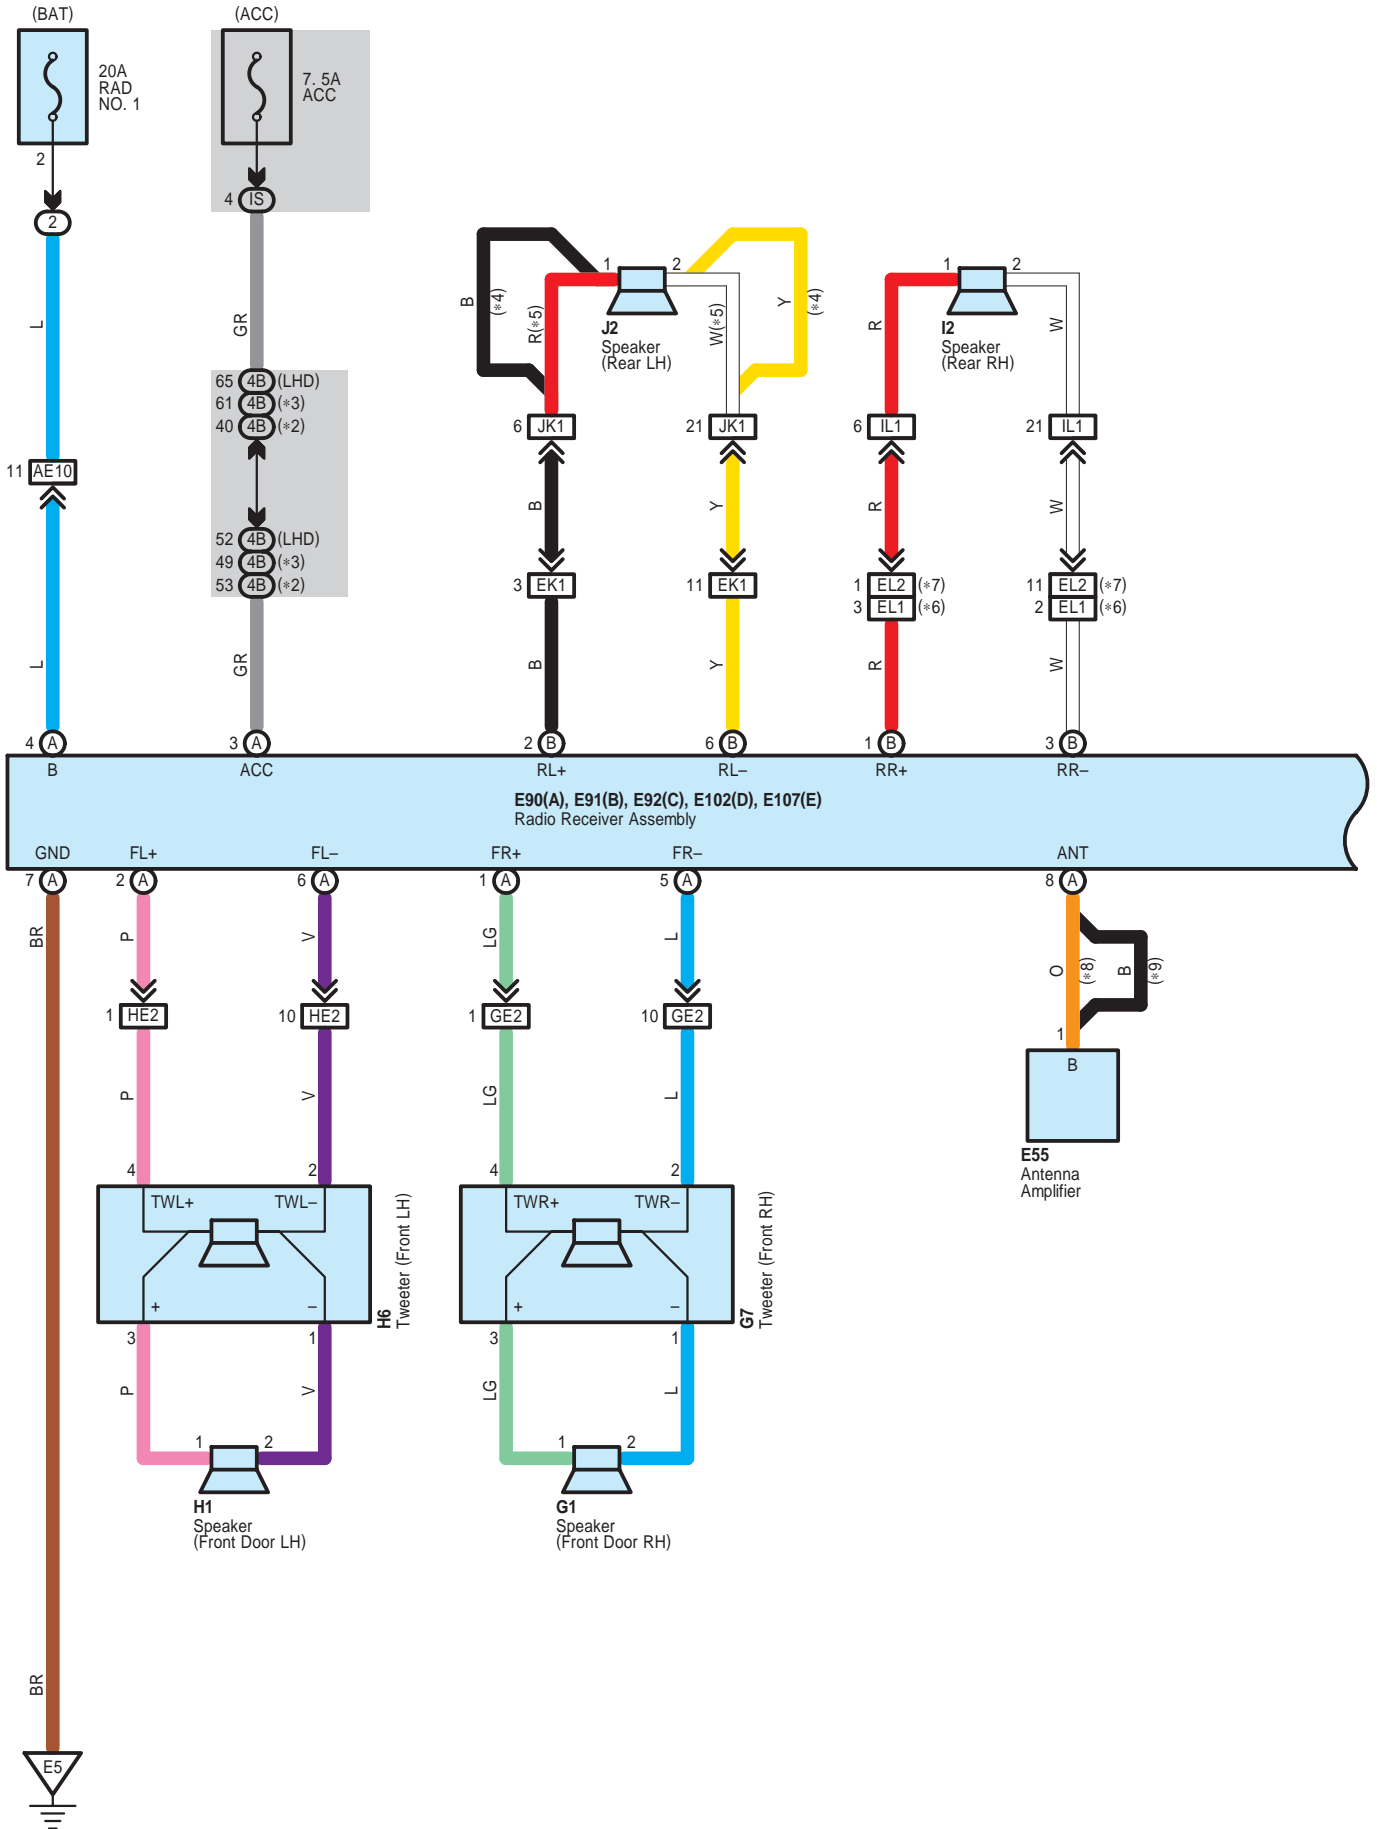 (BAT)
(ACC)
20A
RAD
NO. 1
7. 5A
ACC
2
4 IS
2
L
GR
B
(*4)
R(*5)
1
2
J2
Speaker
(Rear LH)
W(*5)
Y
(*4)
R
1
2
I2
Speaker
(Rear RH)
W
65 4B (LHD)
61 4B (*3)
40 4B (*2)
6 JK1
21 JK1
6 IL1
21 IL1
11 AE10
B
Y
R
W
52 4B (LHD)
49 4B (*3)
53 4B (*2)
3 EK1
11 EK1
1 EL2 (*7)
3 EL1 (*6)
11 EL2 (*7)
2 EL1 (*6)
L
GR
B
Y
R
W
4 A
3 A
2 B
6 B
1 B
3 B
B
ACC
RL+
RL–
RR+
RR–
E90(A), E91(B), E92(C), E102(D), E107(E)
Radio Receiver Assembly
GND
FL+
FL–
FR+
FR–
ANT
7 A
2 A
6 A
1 A
5 A
8 A
BR
P
V
LG
L
O
(*8)
B
(*9)
1 HE2
10 HE2
1 GE2
10 GE2
1
B
E55
Antenna
Amplifier
P
V
LG
L
4
2
4
2
TWL+
TWL–
TWR+
TWR–
+
–
+
–
H6
Tweeter (Front LH)
G7
Tweeter (Front RH)
3
1
3
1
P
V
LG
L
1
2
1
2
H1
Speaker
(Front Door LH)
G1
Speaker
(Front Door RH)
BR
E5